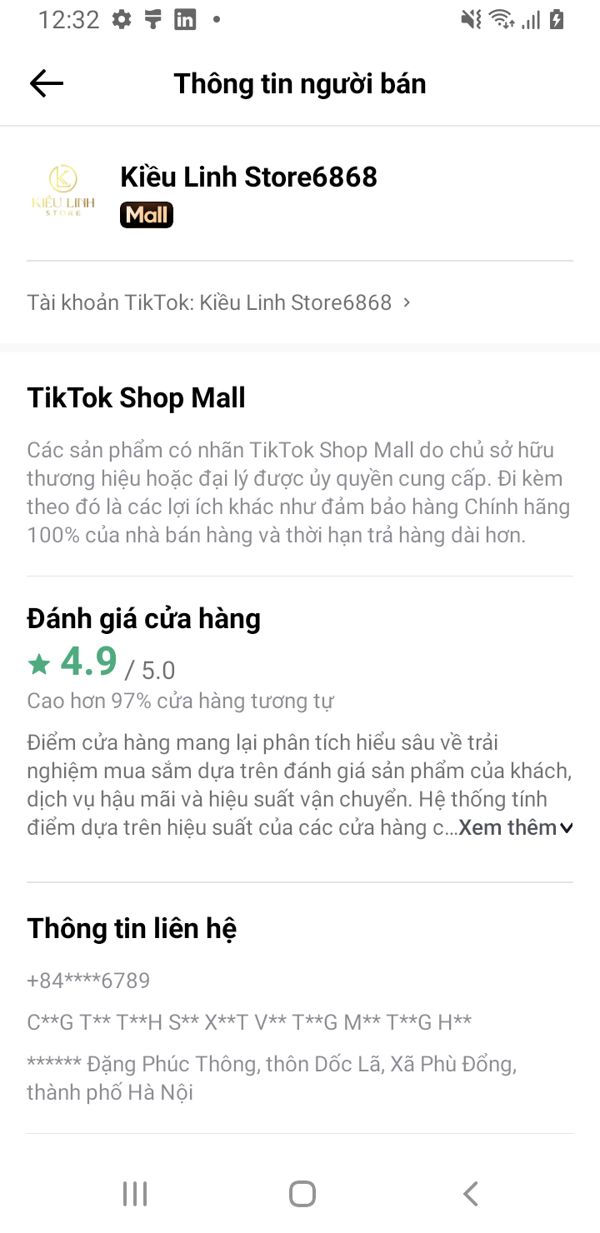 12:32
Thông tin người bán
Kiều Linh Store6868
KIỀU LINH
STORE
Mall
Tài khoản TikTok: Kiều Linh Store6868 >
TikTok Shop Mall
Các sản phẩm có nhãn TikTok Shop Mall do chủ sở hữu
thương hiệu hoặc đại lý được ủy quyền cung cấp. Đi kèm
theo đó là các lợi ích khác như đảm bảo hàng Chính hãng
100% của nhà bán hàng và thời hạn trả hàng dài hơn.
Đánh giá cửa hàng
★ 4.9 / 5.0
Cao hơn 97% cửa hàng tương tự
Điểm cửa hàng mang lại phân tích hiểu sâu về trải
nghiệm mua sắm dựa trên đánh giá sản phẩm của khách,
dịch vụ hậu mãi và hiệu suất vận chuyển. Hệ thống tính
điểm dựa trên hiệu suất của các cửa hàng c...Xem thêm
Thông tin liên hệ
+84****6789
C**G T** T**H S** X**T V** T**G M** T**G H**
****** Đặng Phúc Thông, thôn Dốc Lã, Xã Phù Đổng,
thành phố Hà Nội